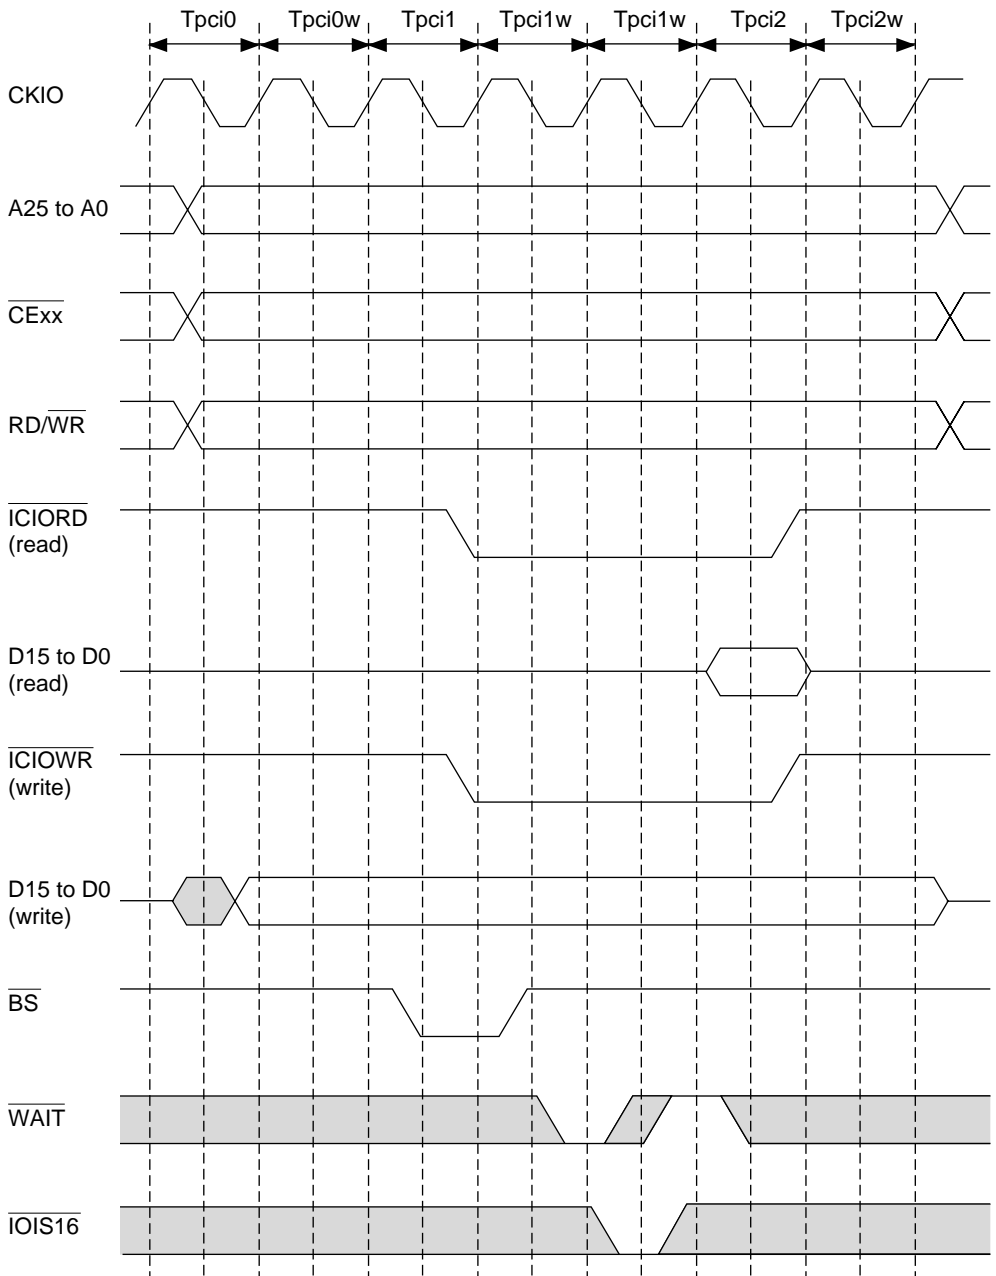 Tpci0 Tpci0w Tpci1 Tpci1w Tpci1w Tpci2 Tpci2w
CKIO
A25 to A0
CExx
RD/WR
ICIORD
(read)
D15 to D0
(read)
ICIOWR
(write)
D15 to D0
(write)
BS
WAIT
IOIS16